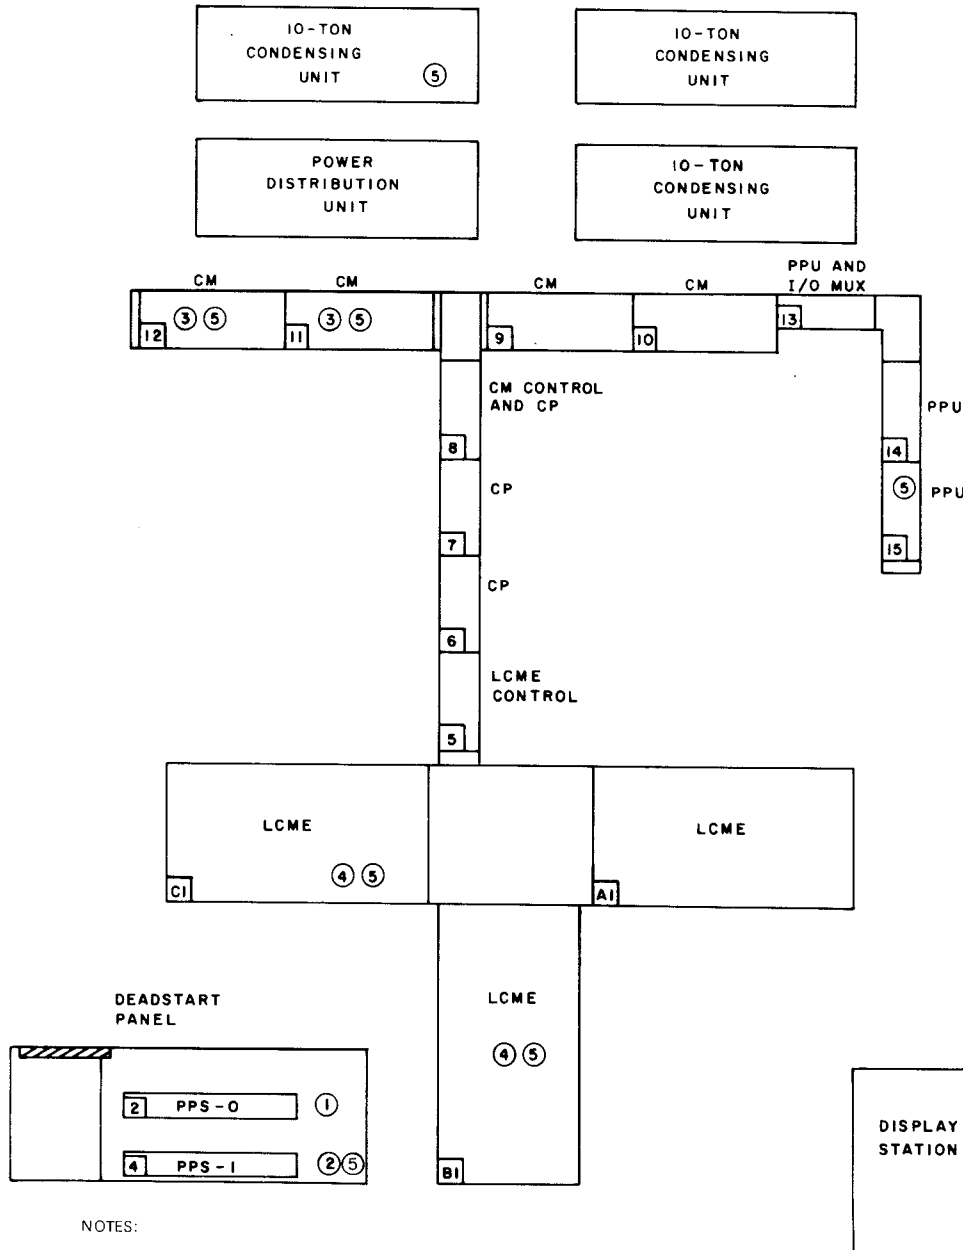 10-TON
CONDENSING
UNIT
5
10-TON
CONDENSING
UNIT
POWER
DISTRIBUTION
UNIT
10-TON
CONDENSING
UNIT
CM
CM
CM
CM
PPU AND
I/O MUX
12
3 5
11
3 5
9
10
13
CM CONTROL
AND CP
8
PPU
14
CP
7
5
PPU
15
CP
6
LCME
CONTROL
5
LCME
4 5
C1
LCME
A1
LCME
4 5
B1
DEADSTART
PANEL
2 PPS-0 1
4 PPS-1 2 5
DISPLAY
STATION
NOTES: